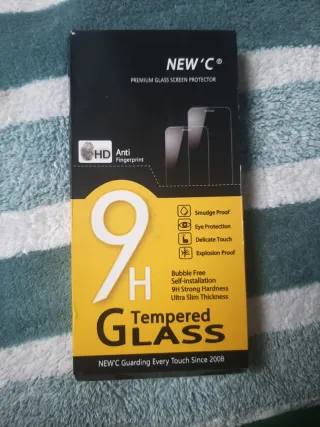 NEW'C®
PREMIUM GLASS SCREEN PROTECTOR
HD
Anti
Fingerprint
9H
Smudge Proof
Eye Protection
Delicate Touch
Explosion Proof
Bubble Free
Self-installation
9H Strong Hardness
Ultra Slim Thickness
Tempered
GLASS
NEW'C Guarding Every Touch Since 2008